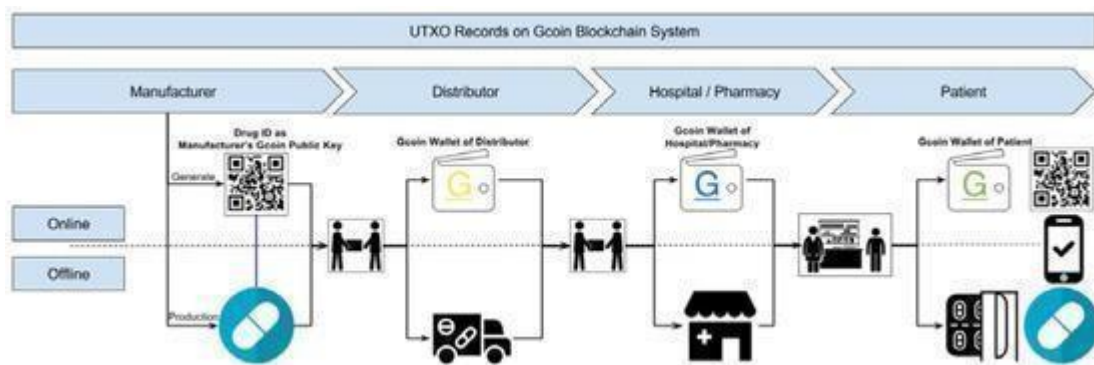 UTXO Records on Gcoin Blockchain System
Manufacturer
Distributor
Hospital / Pharmacy
Patient
Drug ID as
Manufacturer's Gcoin Public Key
Gcoin Wallet of Distributor
Gcoin Wallet of
Hospital/Pharmacy
Gcoin Wallet of Patient
Generate
G
G
G
Online
Offline
Production